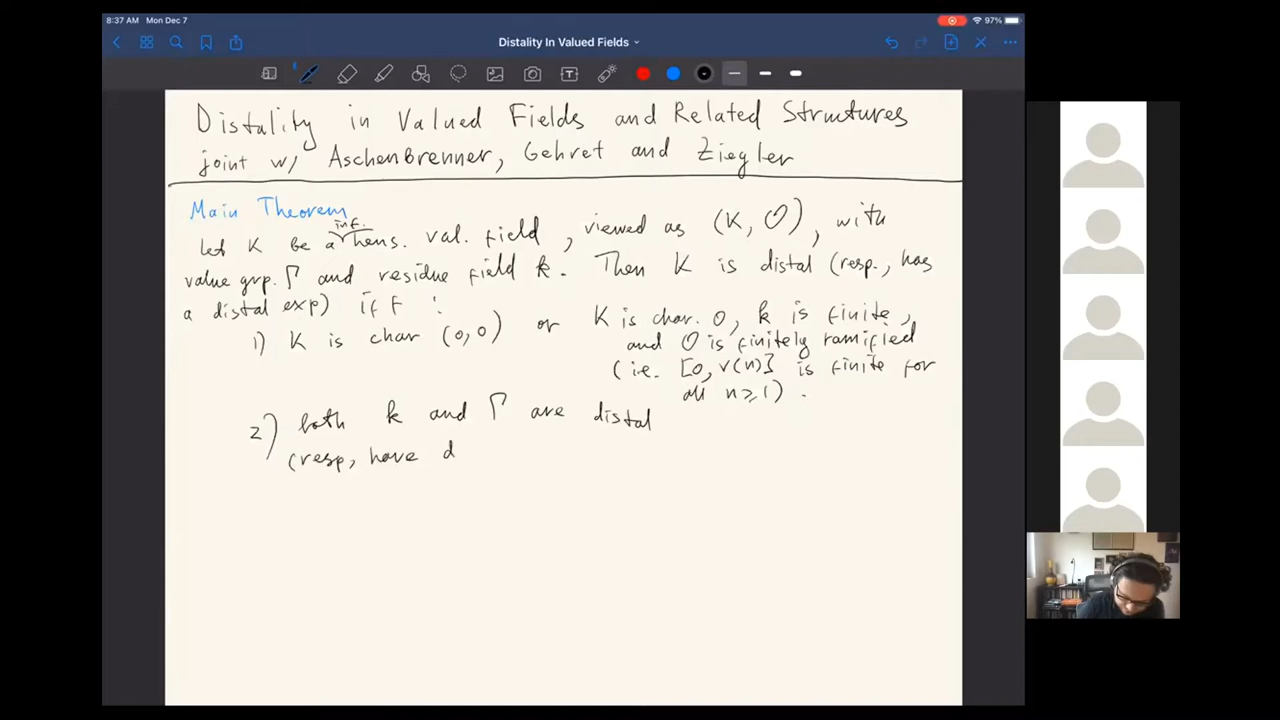 8:37 AM Mon Dec 7
97%
Distality In Valued Fields
Distality in Valued Fields and Related Structures
joint w/ Aschenbrenner, Gehret and Ziegler
Main Theorem
Let K be a inf. Hens. val. field, viewed as (K, O), with
value grp. Γ and residue field k. Then K is distal (resp., has
a distal exp) iff :
1) K is char (0,0) or K is char. 0, k is finite,
and O is finitely ramified
(i.e. [0, v(n)] is finite for
all n ≥ 1).
2) both k and Γ are distal
(resp, have d